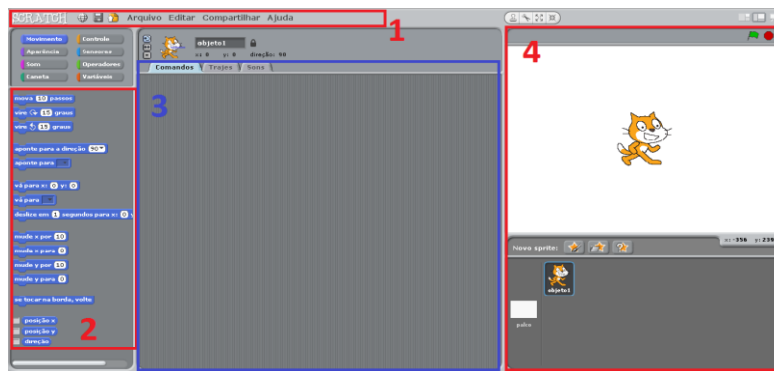 SCRATCH Arquivo Editar Compartilhar Ajuda
1
Movimento Controle
Aparência Sensores
Som Operadores
Caneta Variáveis
objeto1
x: 0 y: 0 direção: 90
Comandos Trajes Sons
3
4
mova 10 passos
vire 15 graus
vire 15 graus
aponte para a direção 90
aponte para
vá para x: 0 y: 0
vá para
deslize em 1 segundos para x: 0 y
mude x por 10
mude x para 0
mude y por 10
mude y para 0
se tocar na borda, volte
posição x
posição y
direção
2
x: -356 y: 239
Novo sprite:
objeto1
palco